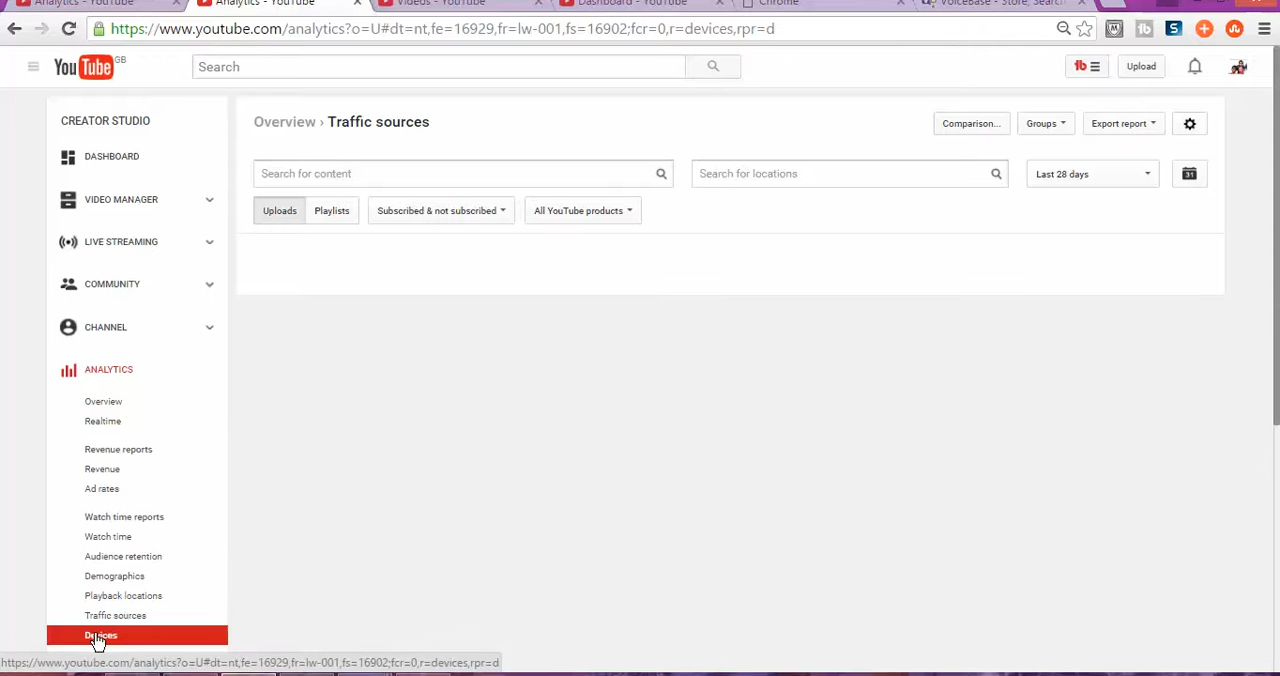 Analytics - YouTube
Analytics - YouTube
Videos - YouTube
Dashboard - YouTube
Chrome
VoiceBase - Store, Search
https://www.youtube.com/analytics?o=U#dt=nt,fe=16929,fr=lw-001,fs=16902;fcr=0,r=devices,rpr=d
YouTube GB
Search
Upload
CREATOR STUDIO
DASHBOARD
VIDEO MANAGER
LIVE STREAMING
COMMUNITY
CHANNEL
ANALYTICS
Overview
Realtime
Revenue reports
Revenue
Ad rates
Watch time reports
Watch time
Audience retention
Demographics
Playback locations
Traffic sources
Devices
Overview › Traffic sources
Comparison...
Groups
Export report
Search for content
Search for locations
Last 28 days
31
Uploads
Playlists
Subscribed & not subscribed
All YouTube products
https://www.youtube.com/analytics?o=U#dt=nt,fe=16929,fr=lw-001,fs=16902;fcr=0,r=devices,rpr=d